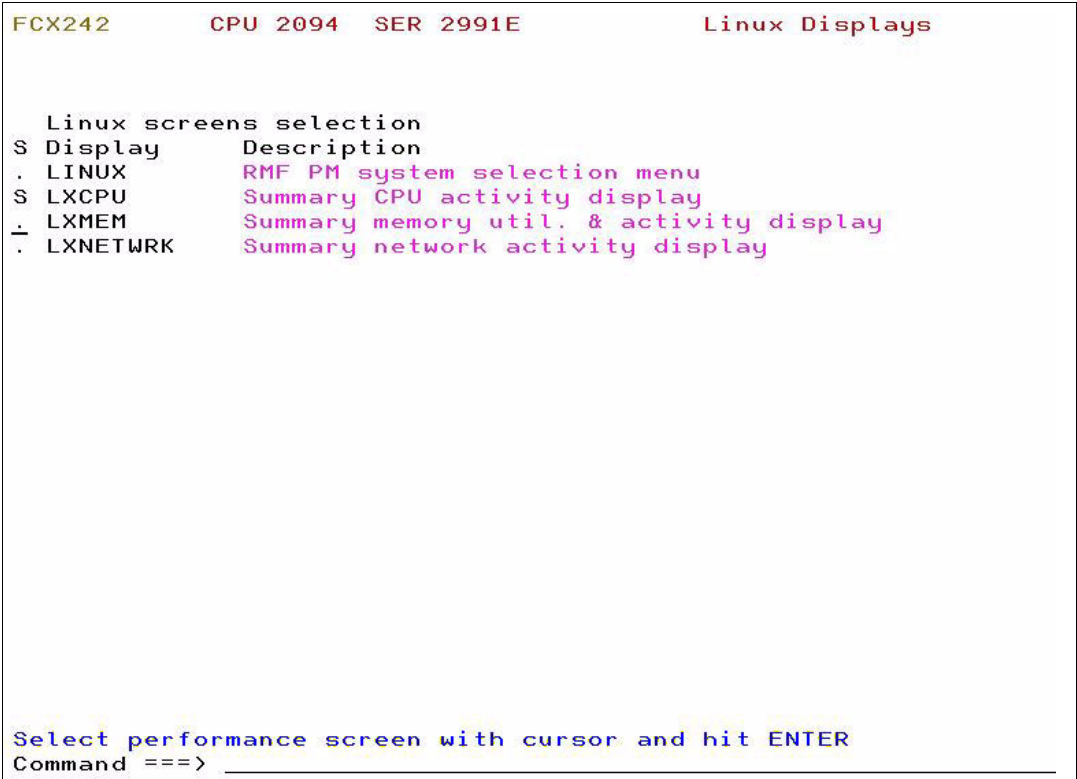 FCX242 CPU 2094 SER 2991E Linux Displays
Linux screens selection
S Display Description
. LINUX RMF PM system selection menu
S LXCPU Summary CPU activity display
. LXMEM Summary memory util. & activity display
. LXNETWRK Summary network activity display
Select performance screen with cursor and hit ENTER
Command ===>